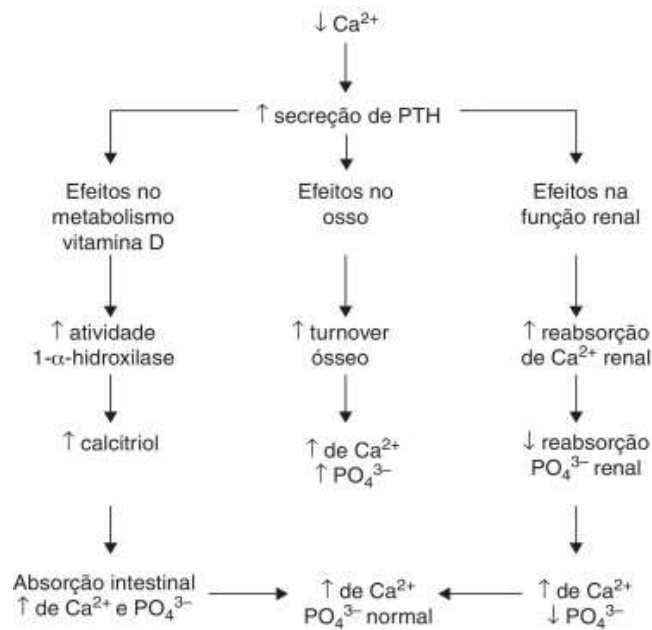 ↓ Ca²⁺
↑ secreção de PTH
Efeitos no
metabolismo
vitamina D
Efeitos no
osso
Efeitos na
função renal
↑ atividade
1-α-hidroxilase
↑ turnover
ósseo
↑ reabsorção
de Ca²⁺ renal
↑ calcitriol
↑ de Ca²⁺
↑ PO₄³⁻
↓ reabsorção
PO₄³⁻ renal
Absorção intestinal
↑ de Ca²⁺ e PO₄³⁻
↑ de Ca²⁺
PO₄³⁻ normal
↑ de Ca²⁺
↓ PO₄³⁻